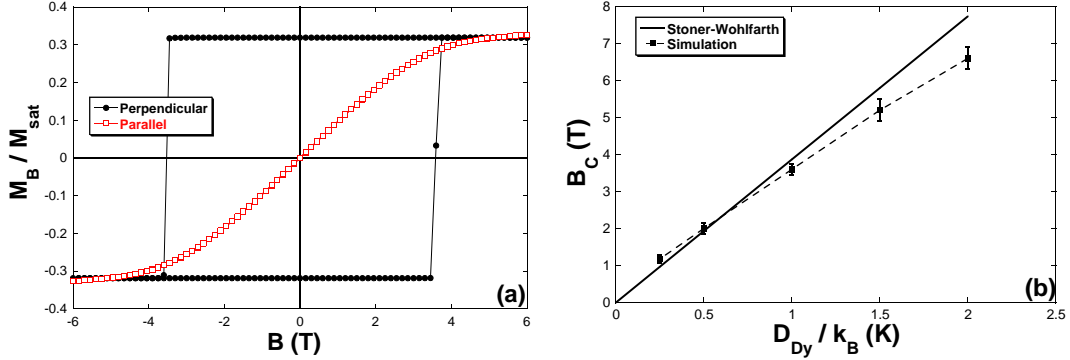 0.4
0.3
0.2
0.1
0
-0.1
-0.2
-0.3
-0.4
M_B / M_sat
Perpendicular
Parallel
(a)
-6 -4 -2 0 2 4 6
B (T)
8
7
6
5
4
3
2
1
0
B_C (T)
Stoner-Wohlfarth
Simulation
(b)
0 0.5 1.0 1.5 2.0 2.5
D_Dy / k_B (K)